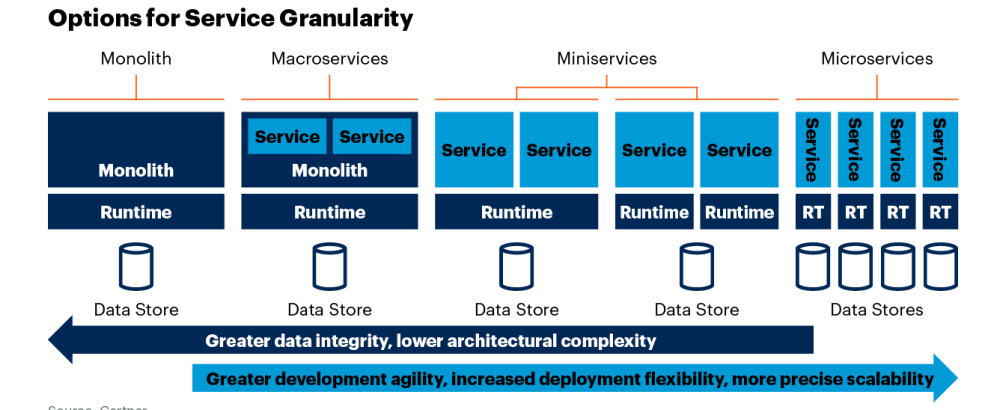 Options for Service Granularity
Monolith Macroservices Miniservices Microservices
Service Service
Monolith Monolith
Service Service Service Service
Service Service Service Service
Runtime Runtime Runtime Runtime Runtime RT RT RT RT
Data Store Data Store Data Store Data Store Data Stores
Greater data integrity, lower architectural complexity
Greater development agility, increased deployment flexibility, more precise scalability
Source: Gartner